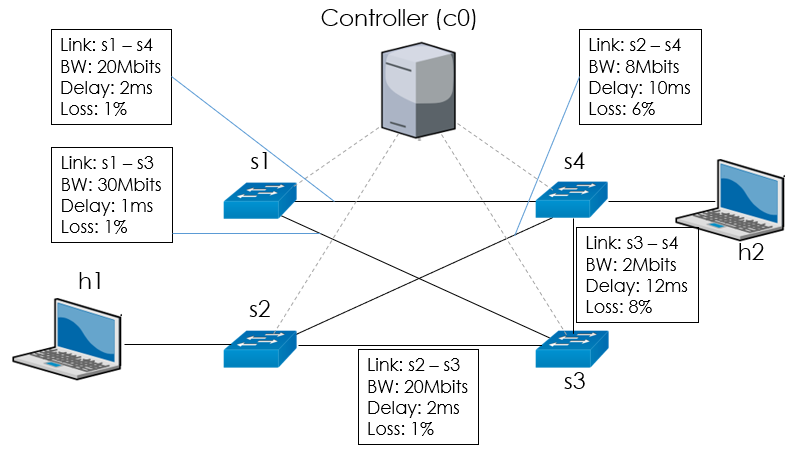 Controller (c0)
Link: s1 – s4
BW: 20Mbits
Delay: 2ms
Loss: 1%
Link: s2 – s4
BW: 8Mbits
Delay: 10ms
Loss: 6%
Link: s1 – s3
BW: 30Mbits
Delay: 1ms
Loss: 1%
s1
s4
h2
Link: s3 – s4
BW: 2Mbits
Delay: 12ms
Loss: 8%
h1
s2
s3
Link: s2 – s3
BW: 20Mbits
Delay: 2ms
Loss: 1%